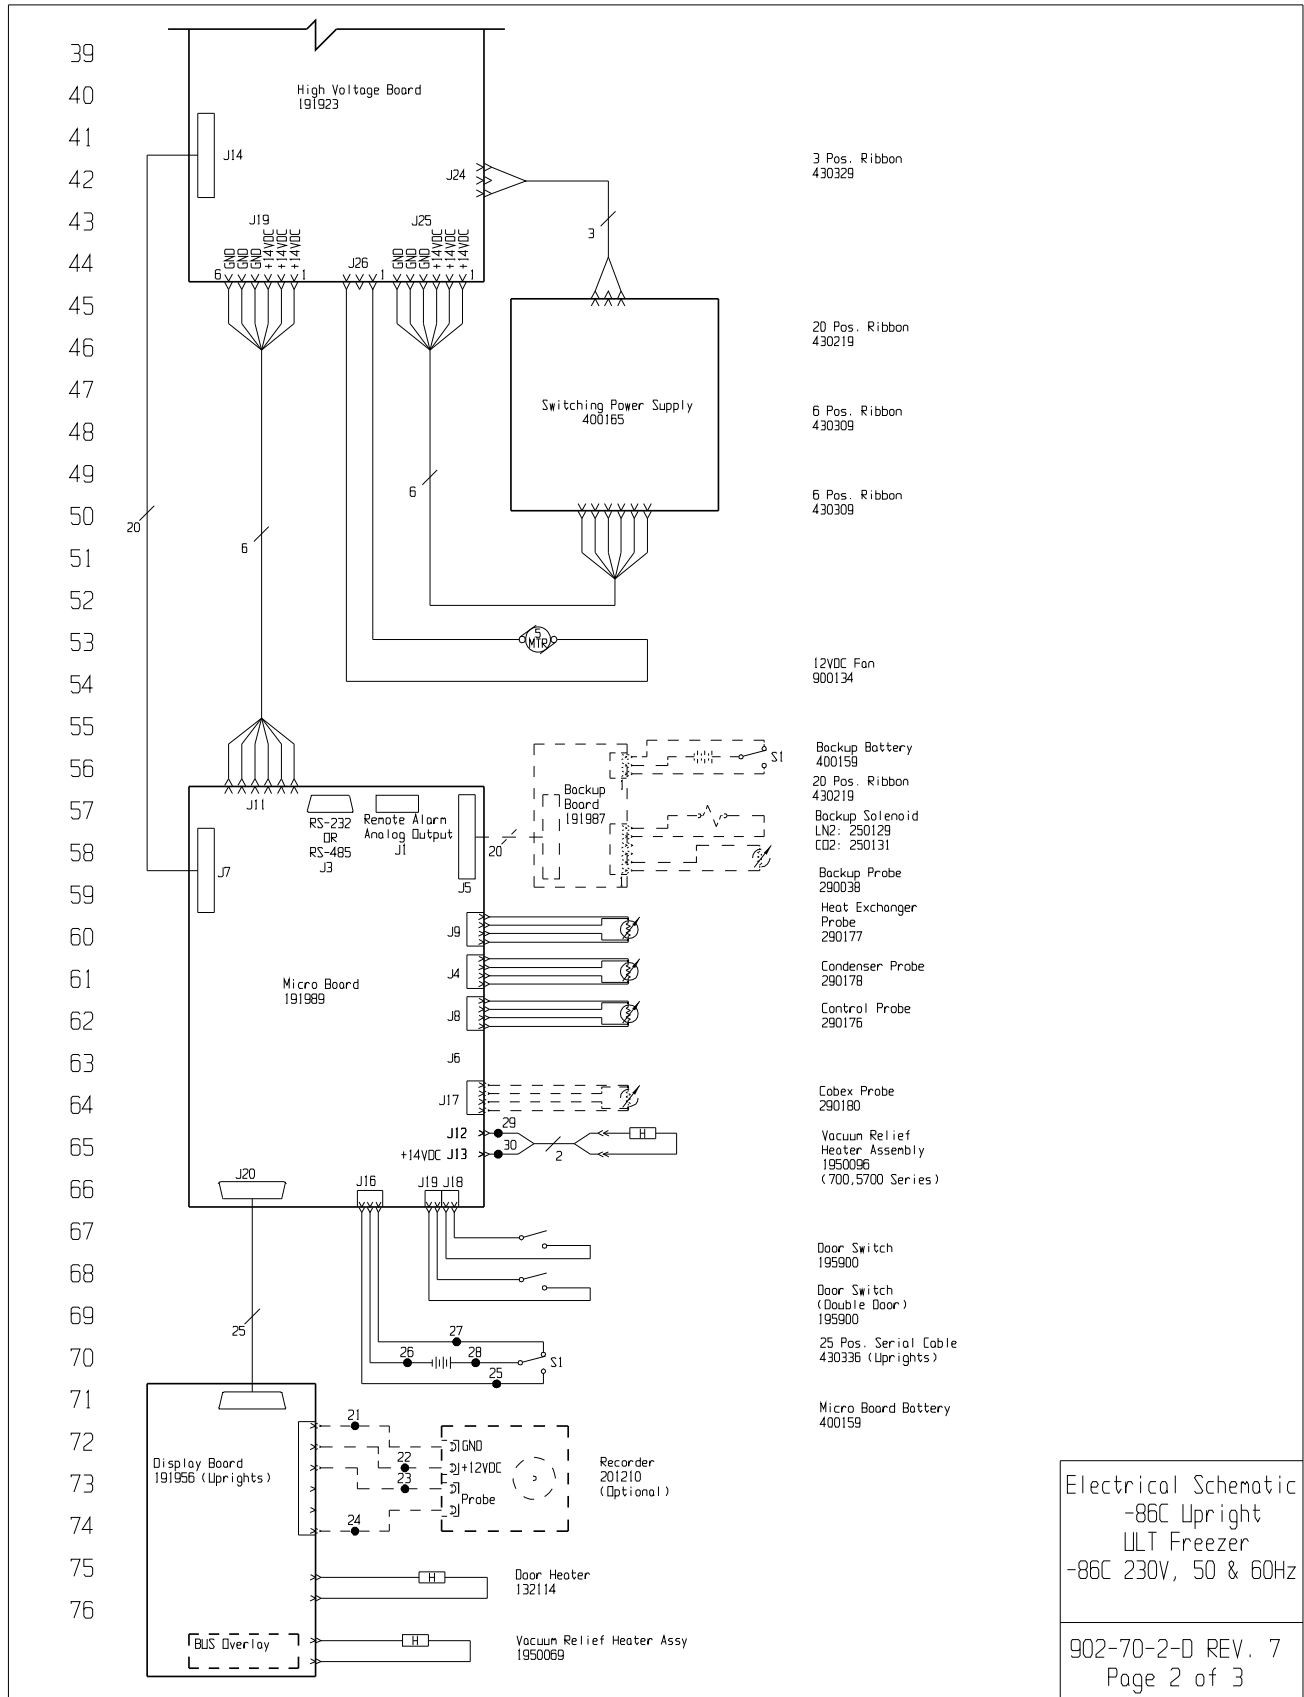 39
40
41
42
43
44
45
46
47
48
49
50
51
52
53
54
55
56
57
58
59
60
61
62
63
64
65
66
67
68
69
70
71
72
73
74
75
76
High Voltage Board
191923
J14
J24
J19
J25
J26
GND
GND
GND
+14VDC
+14VDC
+14VDC
GND
GND
GND
+14VDC
+14VDC
+14VDC
6
1
1
1
3
3 Pos. Ribbon
430329
20 Pos. Ribbon
430219
Switching Power Supply
400165
6 Pos. Ribbon
430309
6 Pos. Ribbon
430309
20
6
6
5
MTR
12VDC Fan
900134
S1
Backup Battery
400159
20 Pos. Ribbon
430219
Backup
Board
191987
1
1
Backup Solenoid
LN2: 250129
CO2: 250131
J11
RS-232
OR
RS-485
J3
Remote Alarm
Analog Output
J1
20
J7
J5
Backup Probe
290038
Heat Exchanger
Probe
290177
J9
Micro Board
191989
J4
Condenser Probe
290178
J8
Control Probe
290176
J6
J17
Cobex Probe
290180
J12
29
H
+14VDC J13
30
2
Vacuum Relief
Heater Assembly
1950096
(700,5700 Series)
J20
J16
J19 J18
Door Switch
195900
Door Switch
(Double Door)
195900
25
27
26
28
S1
25
25 Pos. Serial Cable
430336 (Uprights)
Micro Board Battery
400159
Display Board
191956 (Uprights)
21
22
23
24
GND
+12VDC
Probe
Recorder
201210
(Optional)
H
Door Heater
132114
BUS Overlay
H
Vacuum Relief Heater Assy
1950069
Electrical Schematic
-86C Upright
ULT Freezer
-86C 230V, 50 & 60Hz
902-70-2-D REV. 7
Page 2 of 3